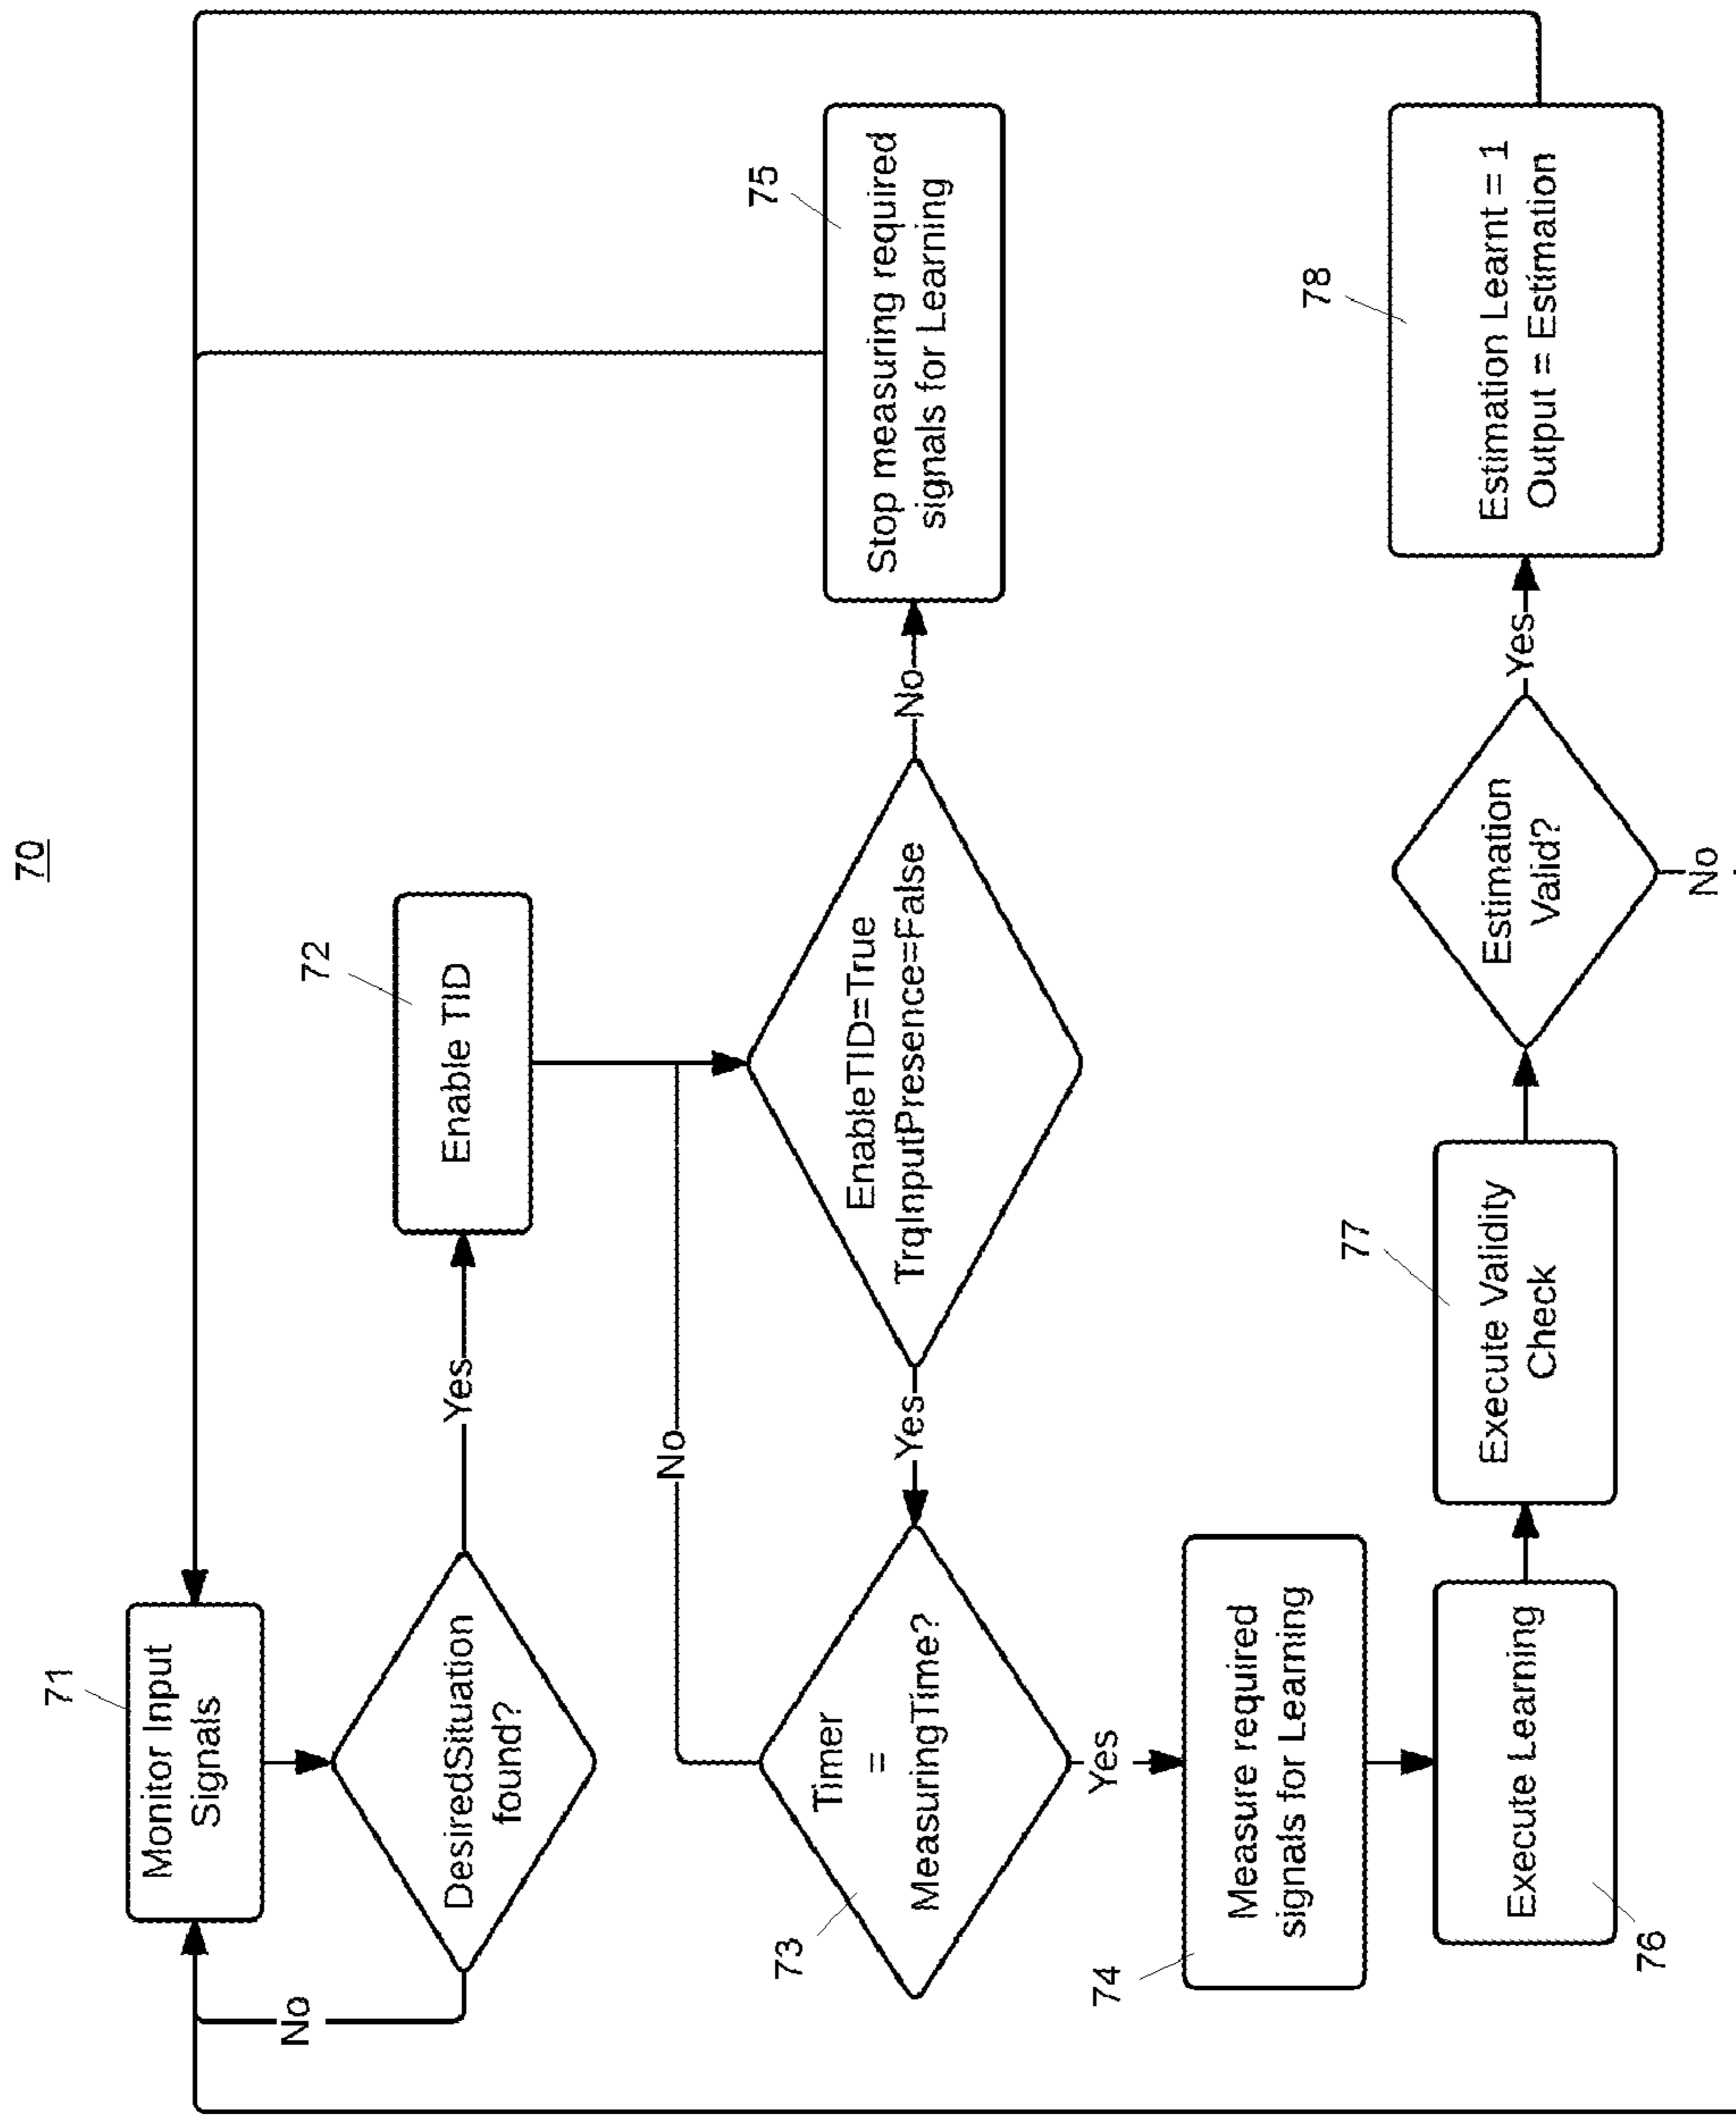 70
71
Monitor Input
Signals
No
DesiredSituation
found?
Yes
72
Enable TID
No
73
Timer
=
MeasuringTime?
Yes
EnableTID=True
TrqInputPresence=False
No
75
Stop measuring required
signals for Learning
Yes
74
Measure required
signals for Learning
76
Execute Learning
77
Execute Validity
Check
Estimation
Valid?
Yes
No
78
Estimation Learnt = 1
Output = Estimation